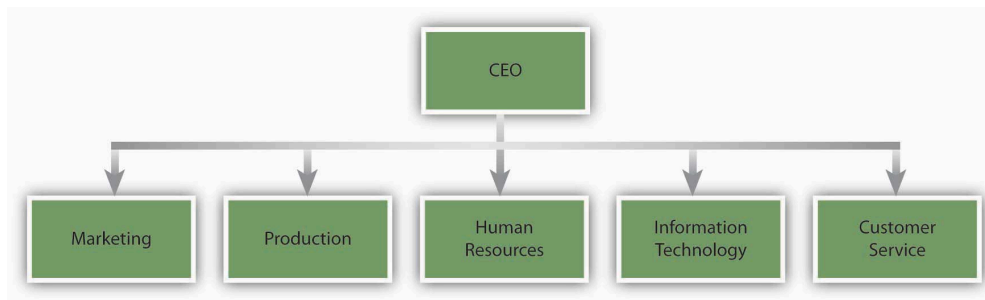 CEO
Marketing
Production
Human
Resources
Information
Technology
Customer
Service